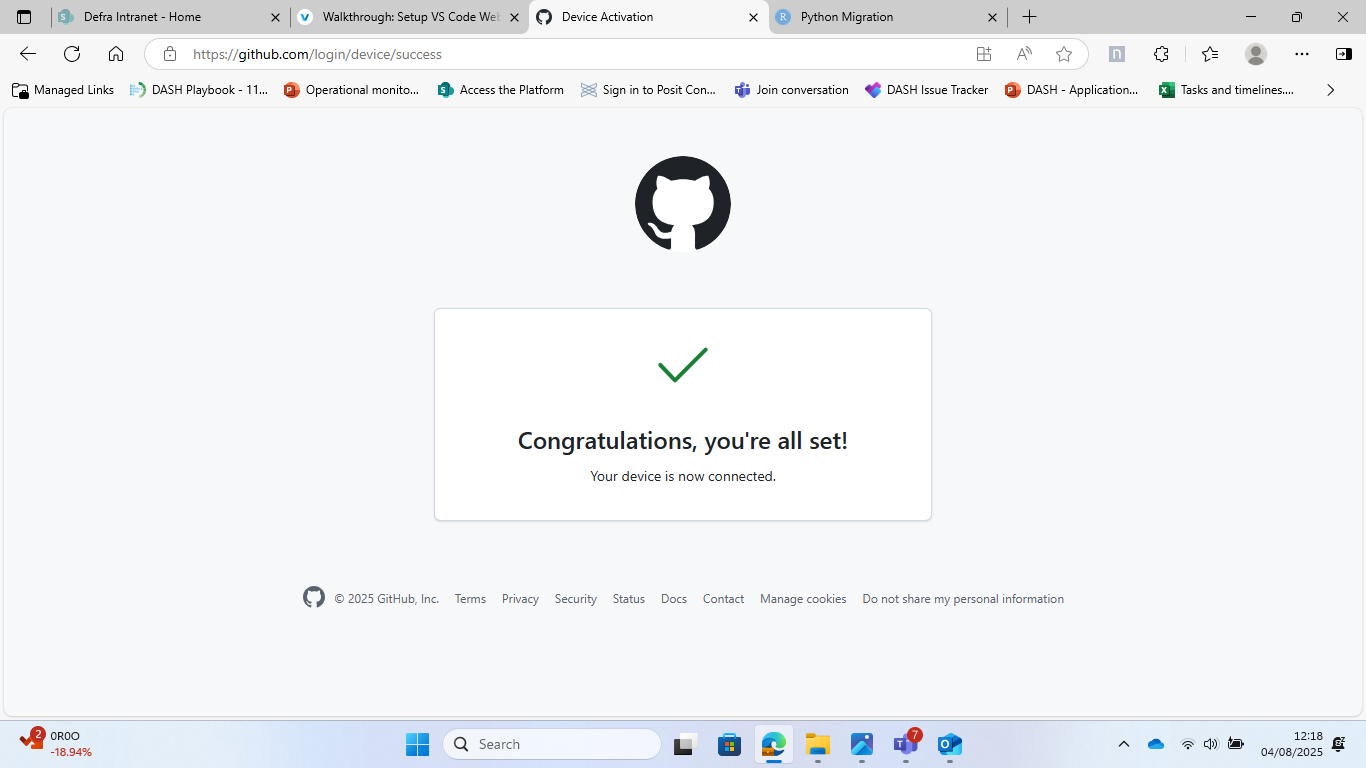 Defra Intranet - Home
Walkthrough: Setup VS Code Web
Device Activation
R
Python Migration
https://github.com/login/device/success
Managed Links
DASH Playbook - 11...
Operational monito...
Access the Platform
Sign in to Posit Con...
Join conversation
DASH Issue Tracker
DASH - Application...
Tasks and timelines....
Congratulations, you're all set!
Your device is now connected.
© 2025 GitHub, Inc. Terms Privacy Security Status Docs Contact Manage cookies Do not share my personal information
2
0R0O
-18.94%
Search
7
12:18
04/08/2025